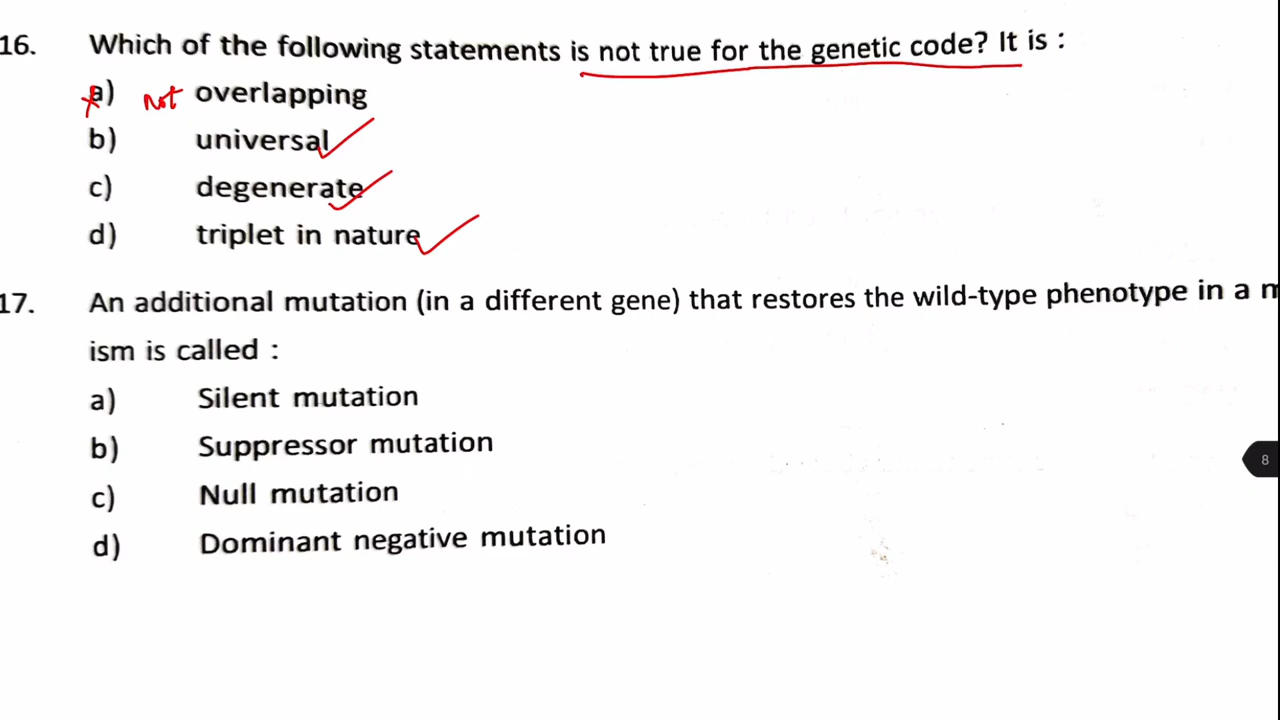 16. Which of the following statements is not true for the genetic code? It is :
a) not overlapping
b) universal
c) degenerate
d) triplet in nature
17. An additional mutation (in a different gene) that restores the wild-type phenotype in a
ism is called :
a) Silent mutation
b) Suppressor mutation
8
c) Null mutation
d) Dominant negative mutation